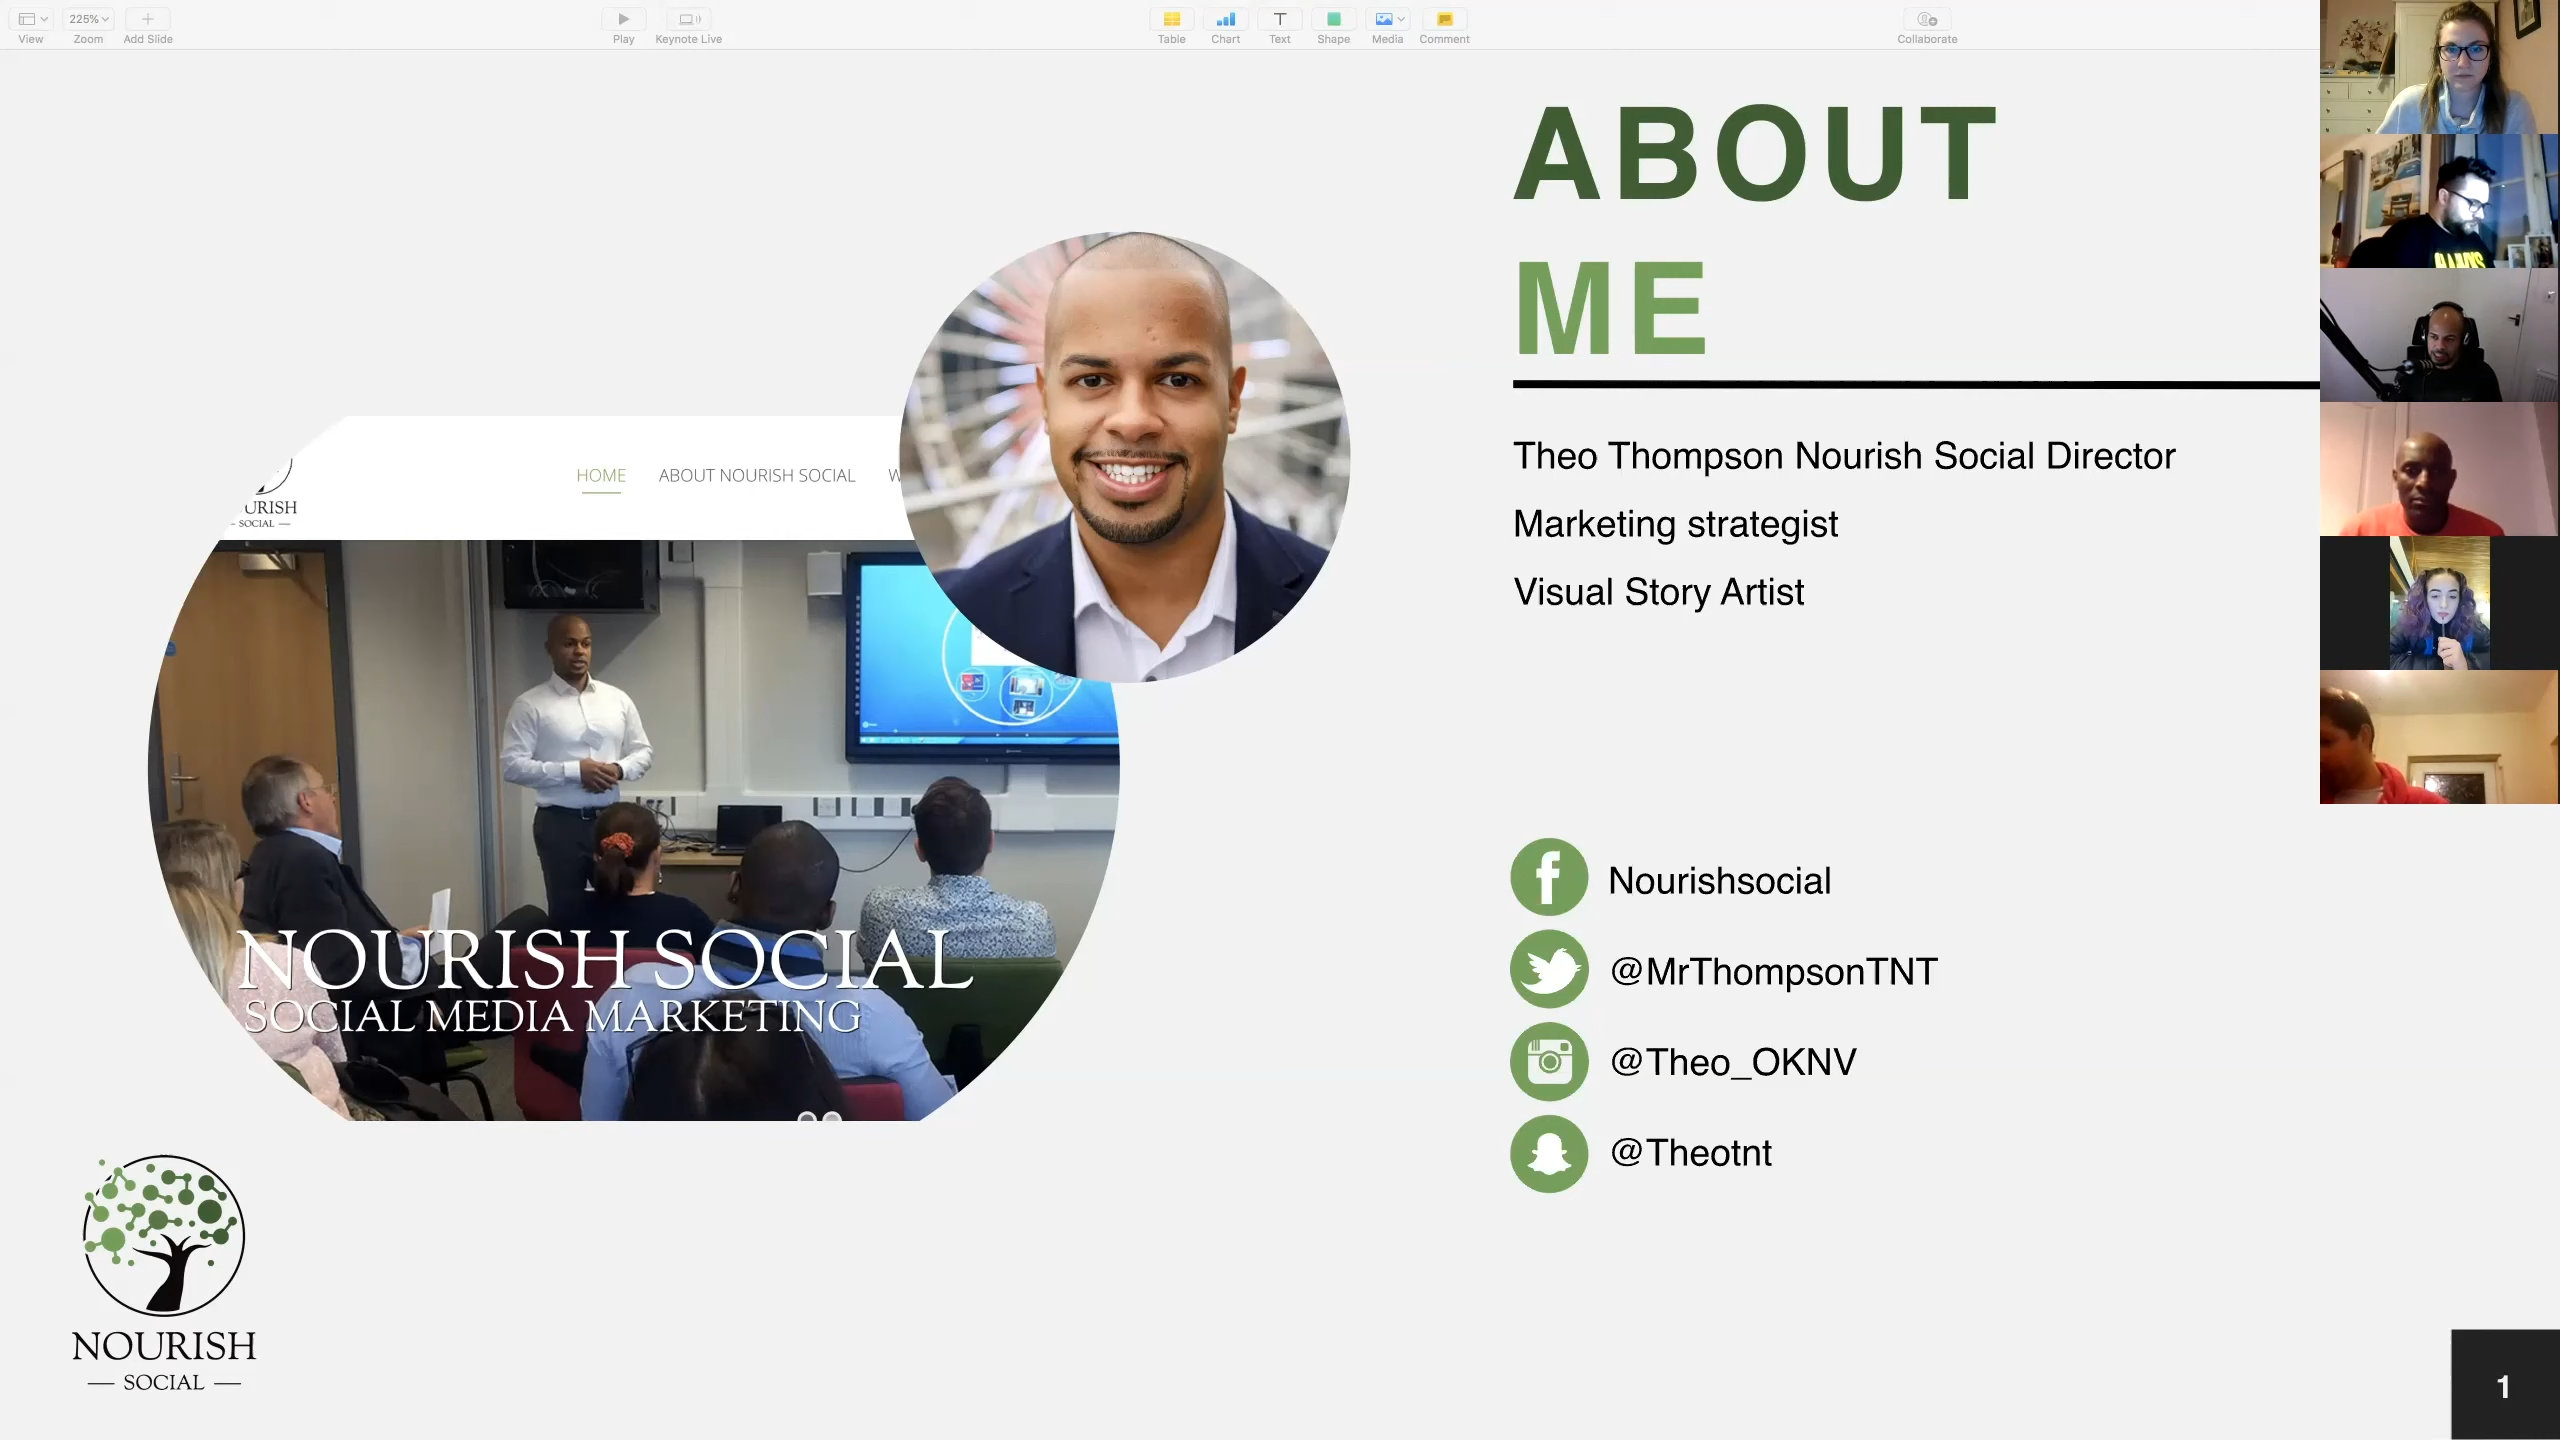 225%
View
Zoom
Add Slide
Play
Keynote Live
Table
Chart
Text
Shape
Media
Comment
Collaborate
ABOUT
ME
Theo Thompson Nourish Social Director
Marketing strategist
Visual Story Artist
HOME
ABOUT NOURISH SOCIAL
W
URISH
SOCIAL
NOURISH SOCIAL
SOCIAL MEDIA MARKETING
Nourishsocial
@MrThompsonTNT
@Theo_OKNV
@Theotnt
NOURISH
SOCIAL
1